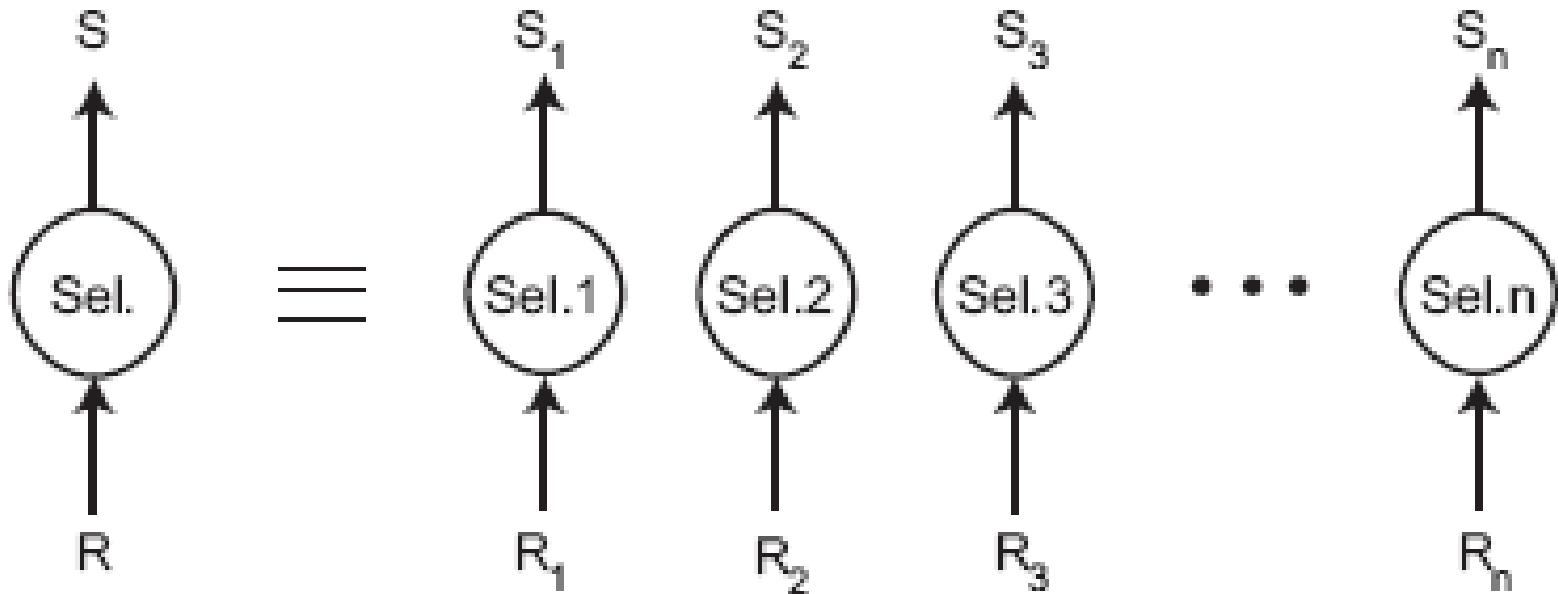 S S₁ S₂ S₃ Sₙ
Sel. ≡ Sel.1 Sel.2 Sel.3 • • • Sel.n
R R₁ R₂ R₃ Rₙ